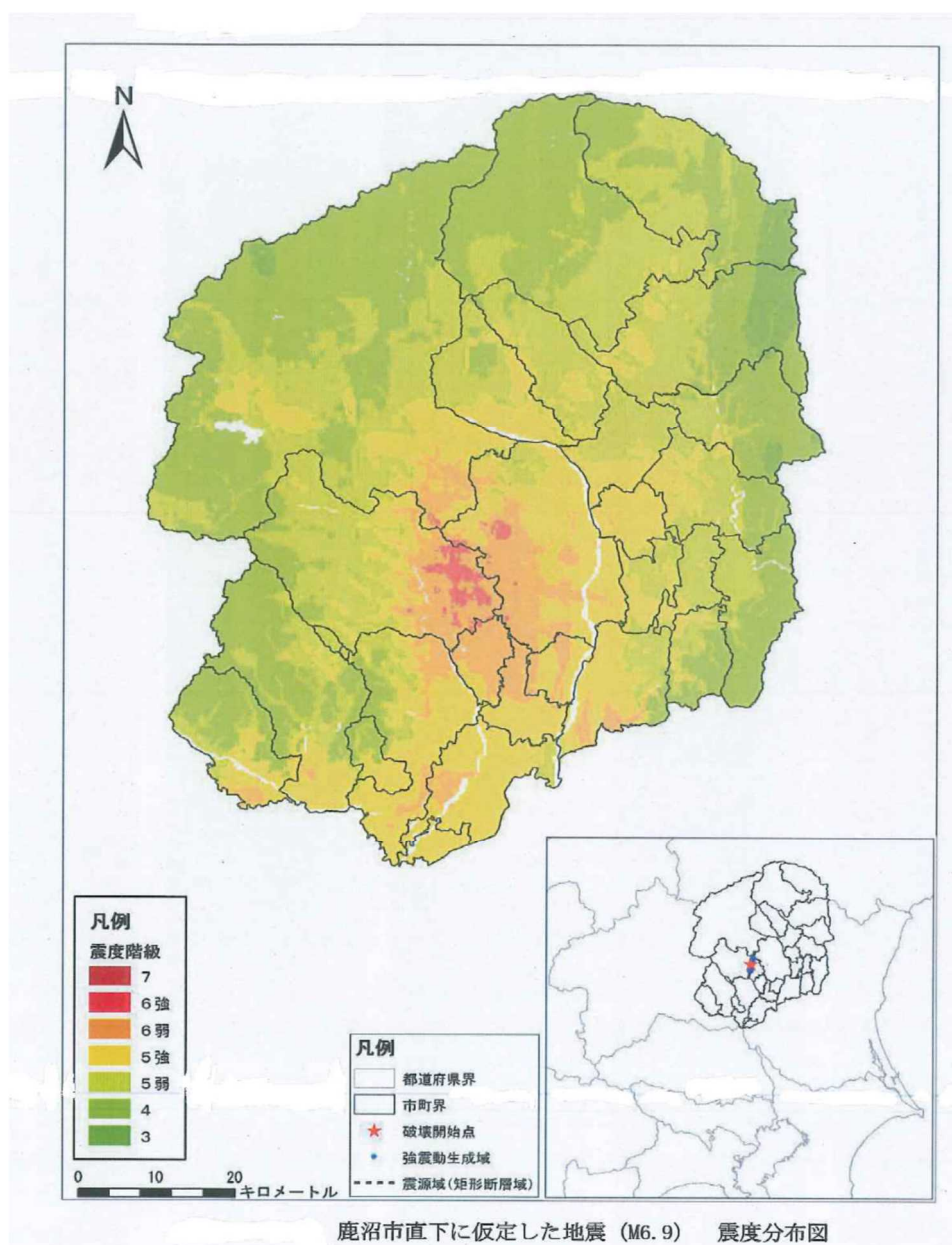 N
凡例
震度階級
7
6強
6弱
5強
5弱
4
3
0 10 20
キロメートル
凡例
都道府県界
市町界
破壊開始点
強震動生成域
震源域(矩形断層域)
鹿沼市直下に仮定した地震 (M6.9) 震度分布図